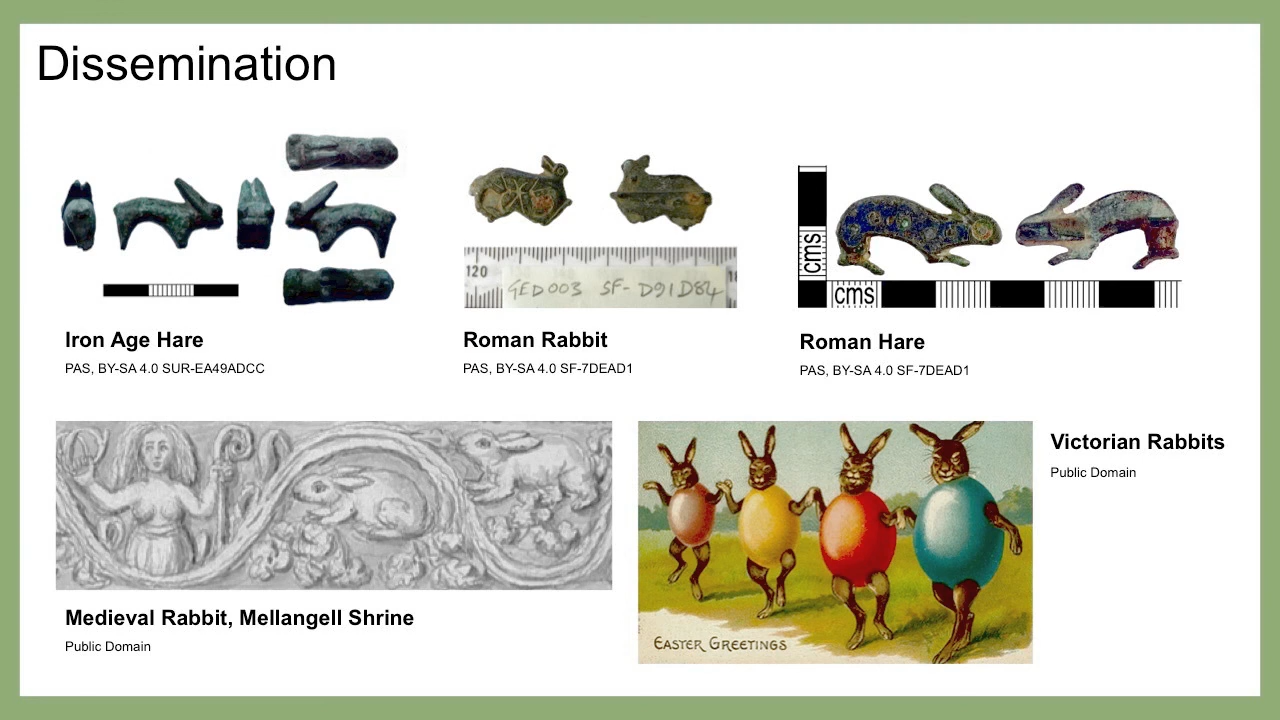 Dissemination
120
GED003 SF- D91D84
cms
cms
Iron Age Hare
PAS, BY-SA 4.0 SUR-EA49ADCC
Roman Rabbit
PAS, BY-SA 4.0 SF-7DEAD1
Roman Hare
PAS, BY-SA 4.0 SF-7DEAD1
Victorian Rabbits
Public Domain
EASTER GREETINGS
Medieval Rabbit, Mellangell Shrine
Public Domain